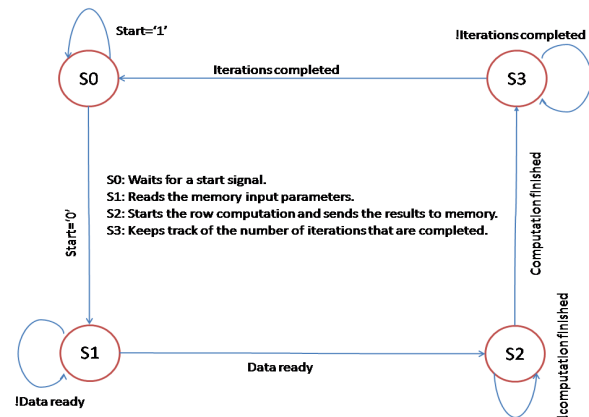 Start=‘1’
!Iterations completed
S0
Iterations completed
S3
S0: Waits for a start signal.
S1: Reads the memory input parameters.
S2: Starts the row computation and sends the results to memory.
S3: Keeps track of the number of iterations that are completed.
Start=‘0’
Computation finished
S1
Data ready
S2
!Data ready
!computation finished